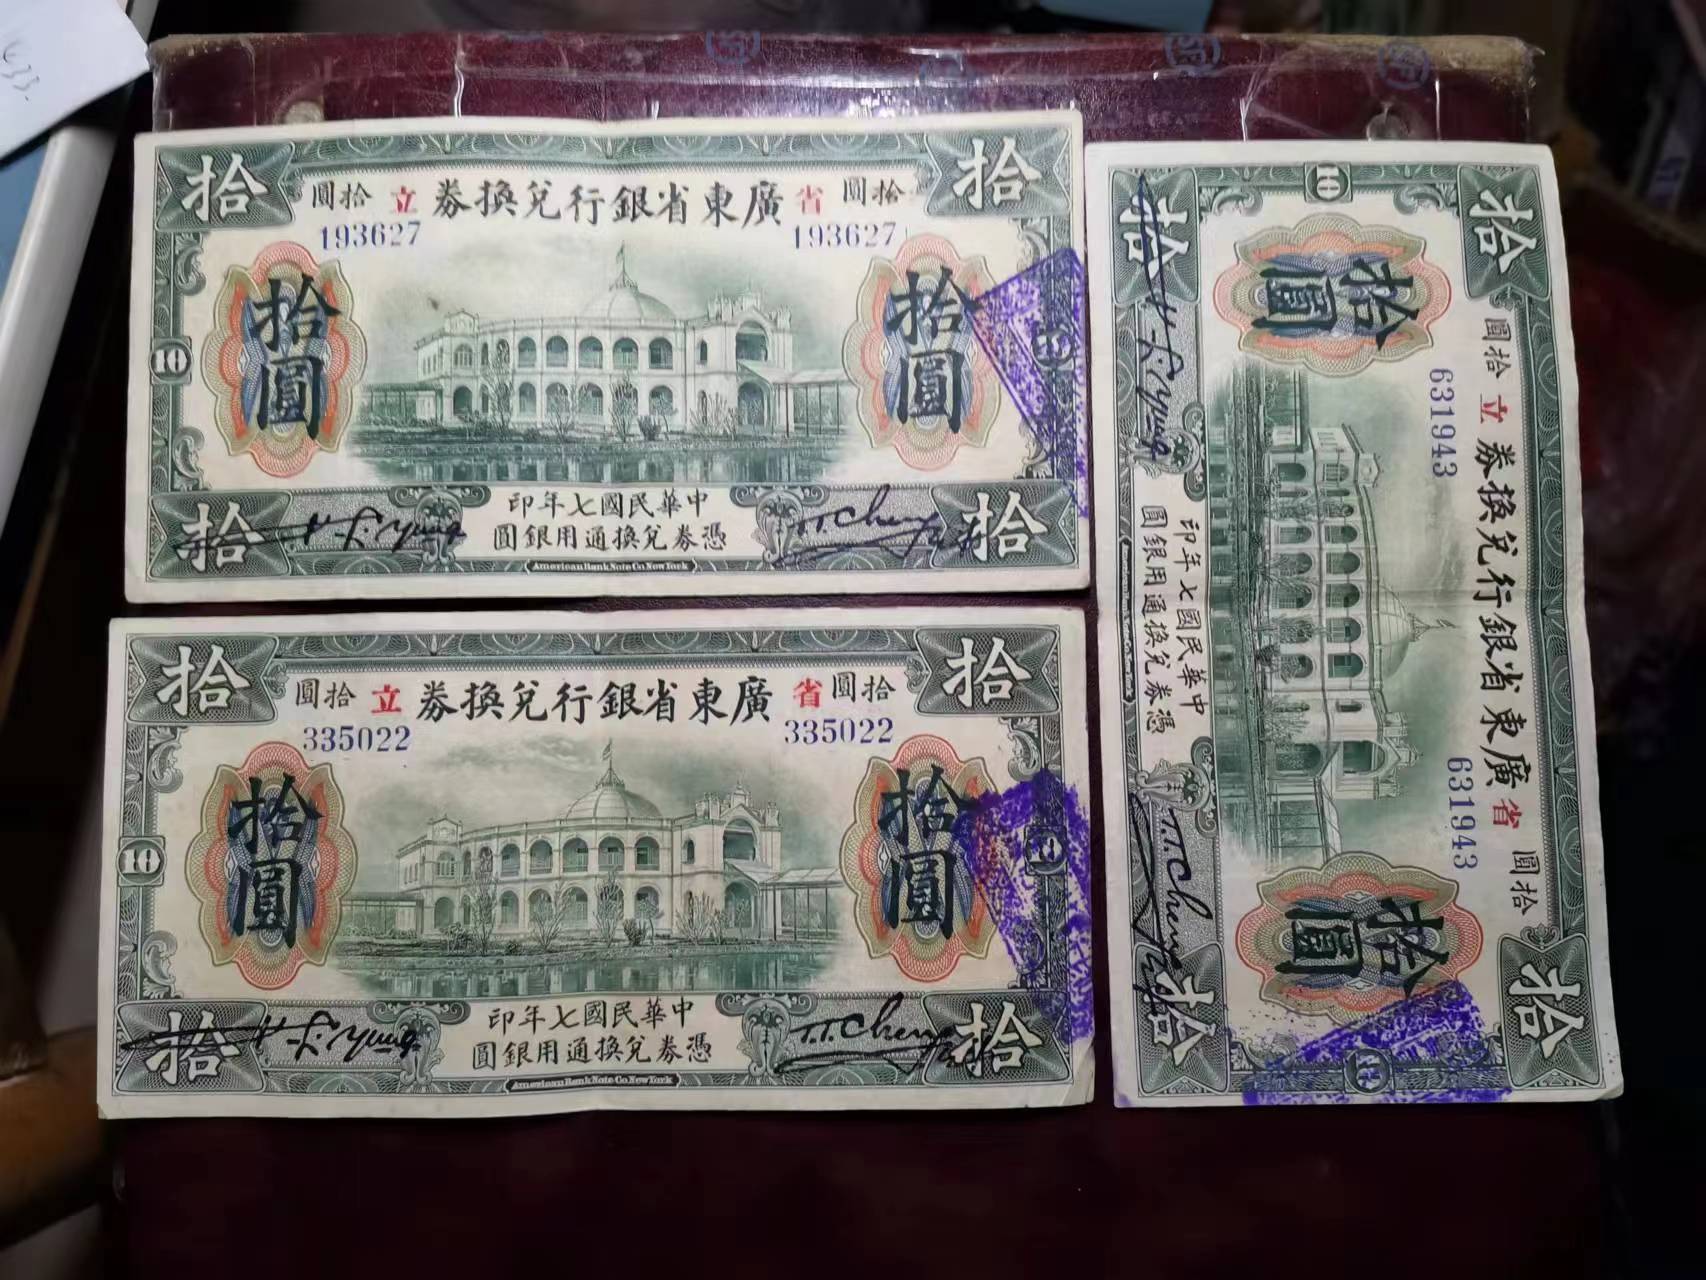 拾 拾
圓拾 立 券換兌行銀省東廣 省 圓拾
193627 193627
拾圓 拾圓
10
印年七國民華中
圓銀用通換兌券憑
拾 拾
T.T.Cheng
American Bank Note Co. New York
拾 拾
圓拾 立 券換兌行銀省東廣 省 圓拾
335022 335022
拾圓 拾圓
10
印年七國民華中
圓銀用通換兌券憑
拾 拾
T.T.Cheng
American Bank Note Co. New York
拾 拾
圓拾 立 券換兌行銀省東廣 省 圓拾
631943 631943
拾圓 拾圓
10 10
印年七國民華中
圓銀用通換兌券憑
拾 拾
T.T.Cheng